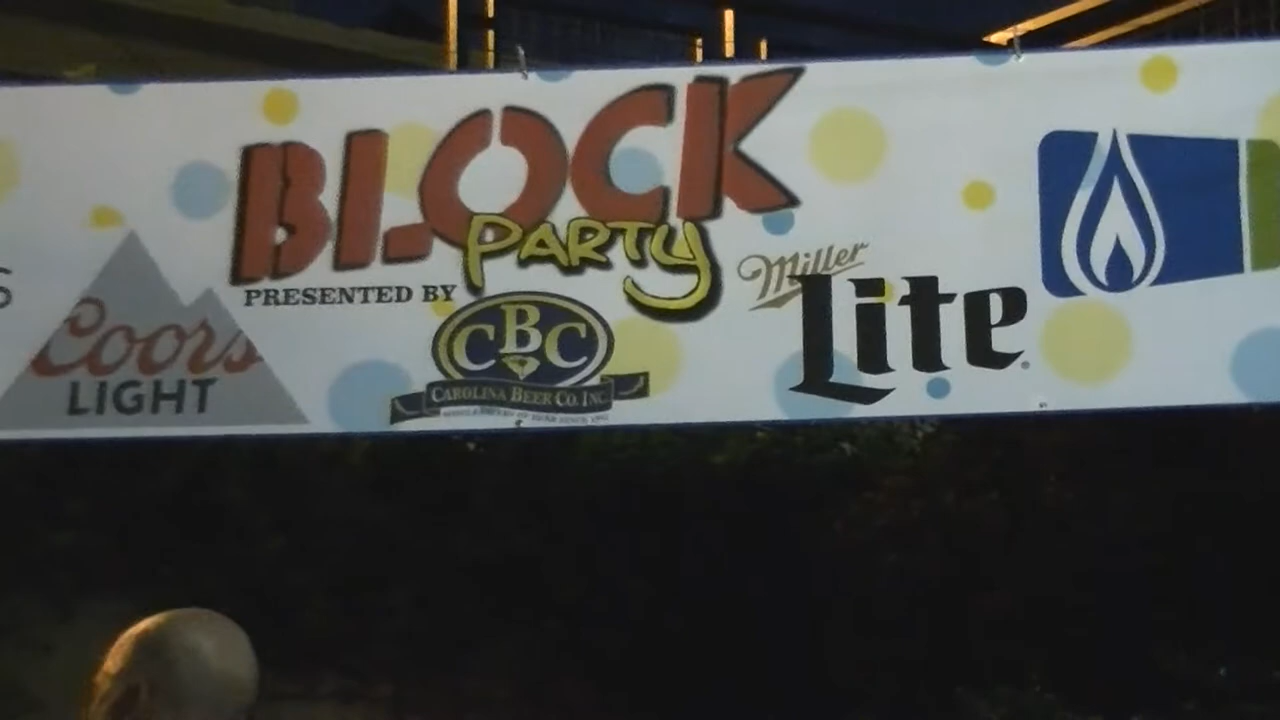 BLOCK
PARTY
PRESENTED BY
CBC
CAROLINA BEER CO. INC.
Coors
LIGHT
Miller
Lite